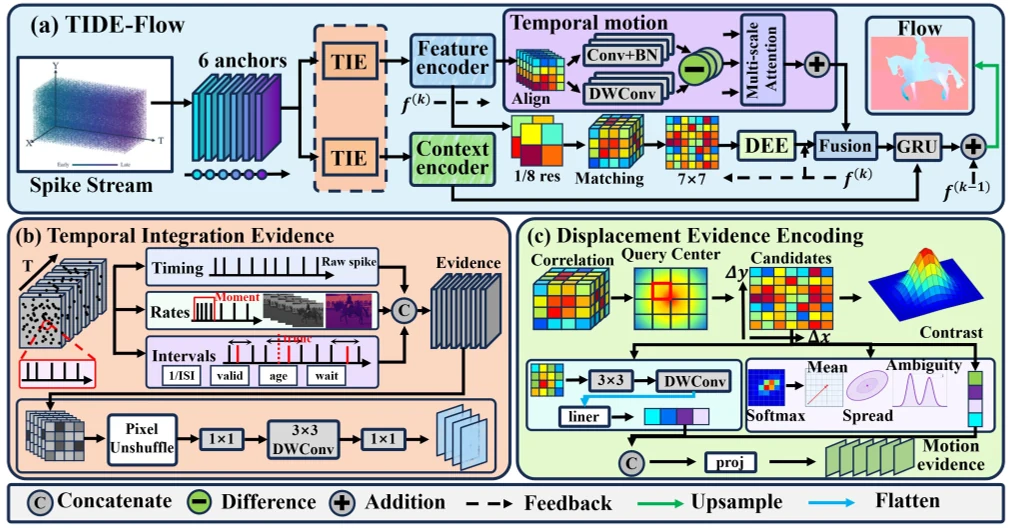 (a) TIDE-Flow
Y
X
T
Early
Late
Spike Stream
6 anchors
TIE
TIE
Feature
encoder
Context
encoder
f^(k)
Temporal motion
Align
Conv+BN
DWConv
Multi-scale
Attention
Flow
1/8 res
Matching
7×7
DEE
Fusion
GRU
f^(k)
f^(k−1)
(b) Temporal Integration Evidence
T
Timing
Raw spike
Rates
Moment
Intervals
1/ISI
valid
age
wait
C
Evidence
Pixel
Unshuffle
1×1
3×3
DWConv
1×1
(c) Displacement Evidence Encoding
Correlation
Query Center
Δy
Candidates
Δx
Contrast
3×3
DWConv
liner
Softmax
Mean
Spread
Ambiguity
C
proj
Motion
evidence
C Concatenate
Difference
Addition
Feedback
Upsample
Flatten